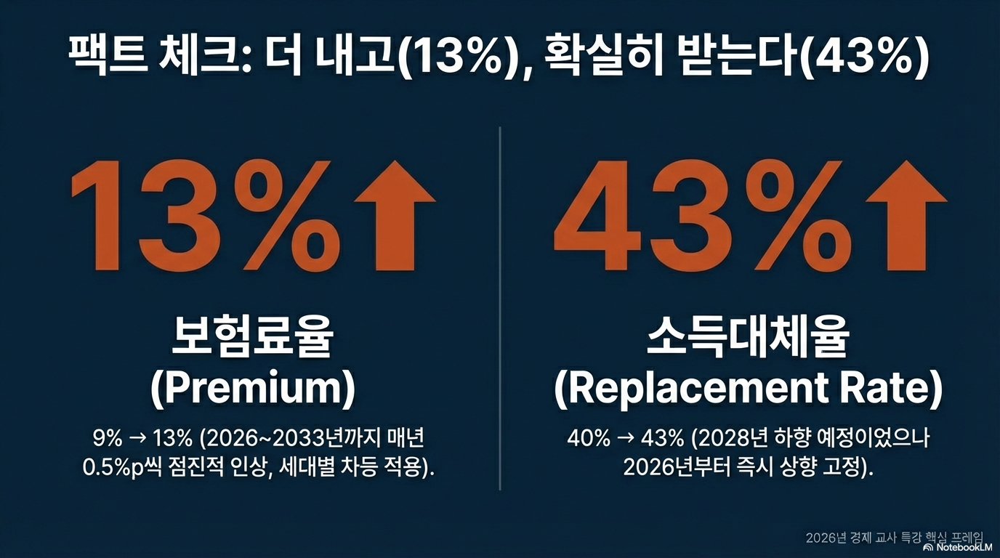 팩트 체크: 더 내고(13%), 확실히 받는다(43%)
13%
보험료율
(Premium)
9% → 13% (2026~2033년까지 매년
0.5%p씩 점진적 인상, 세대별 차등 적용).
43%
소득대체율
(Replacement Rate)
40% → 43% (2028년 하향 예정이었으나
2026년부터 즉시 상향 고정).
2026년 경제 교사 특강 핵심 프레임
NotebookLM